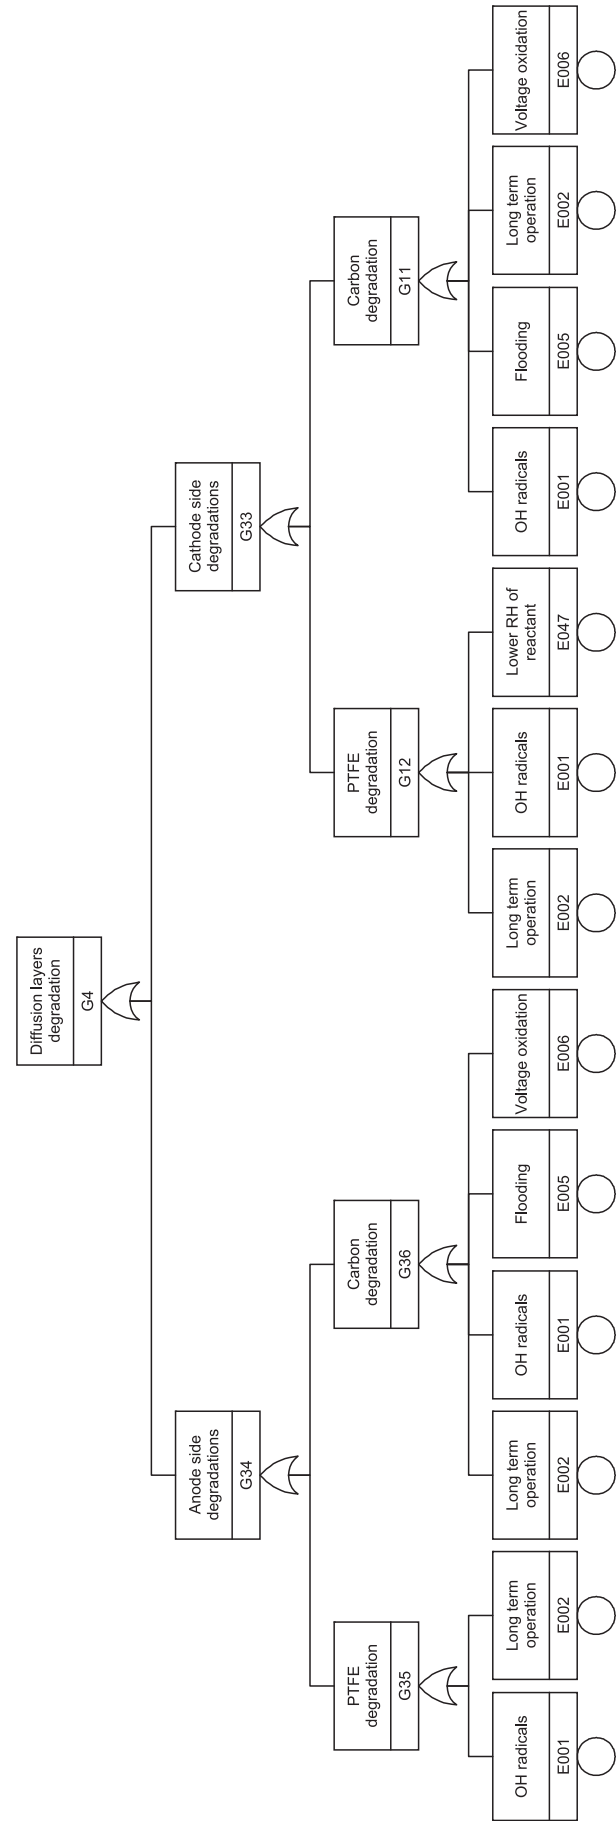 Diffusion layers
degradation
G4
Anode side
degradations
G34
Cathode side
degradations
G33
PTFE
degradation
G35
Carbon
degradation
G36
PTFE
degradation
G12
Carbon
degradation
G11
OH radicals
E001
Long term
operation
E002
Long term
operation
E002
OH radicals
E001
Flooding
E005
Voltage oxidation
E006
Long term
operation
E002
OH radicals
E001
Lower RH of
reactant
E047
OH radicals
E001
Flooding
E005
Long term
operation
E002
Voltage oxidation
E006